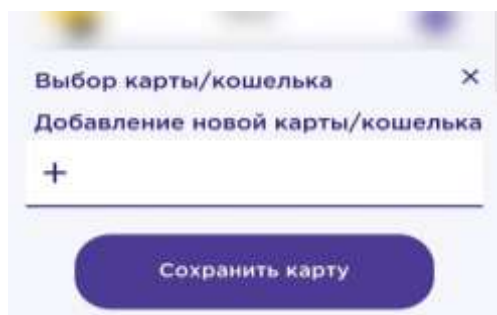 Выбор карты/кошелька ×
Добавление новой карты/кошелька
+
Сохранить карту